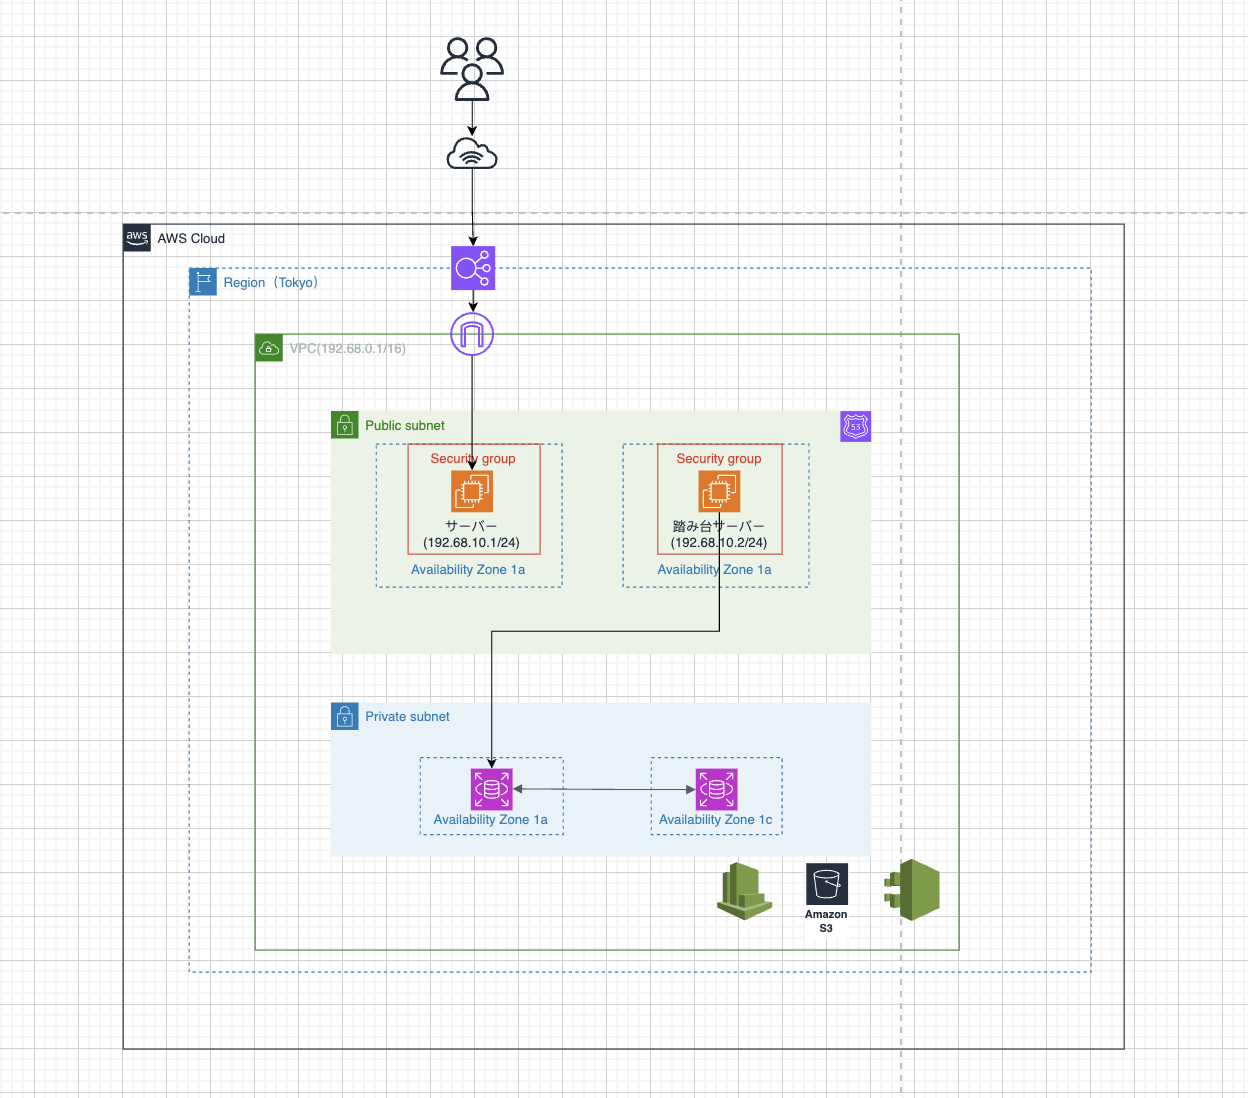 aws
AWS Cloud
Region（Tokyo）
VPC(192.68.0.1/16)
Public subnet
53
Security group
サーバー
(192.68.10.1/24)
Availability Zone 1a
Security group
踏み台サーバー
(192.68.10.2/24)
Availability Zone 1a
Private subnet
Availability Zone 1a
Availability Zone 1c
Amazon
S3